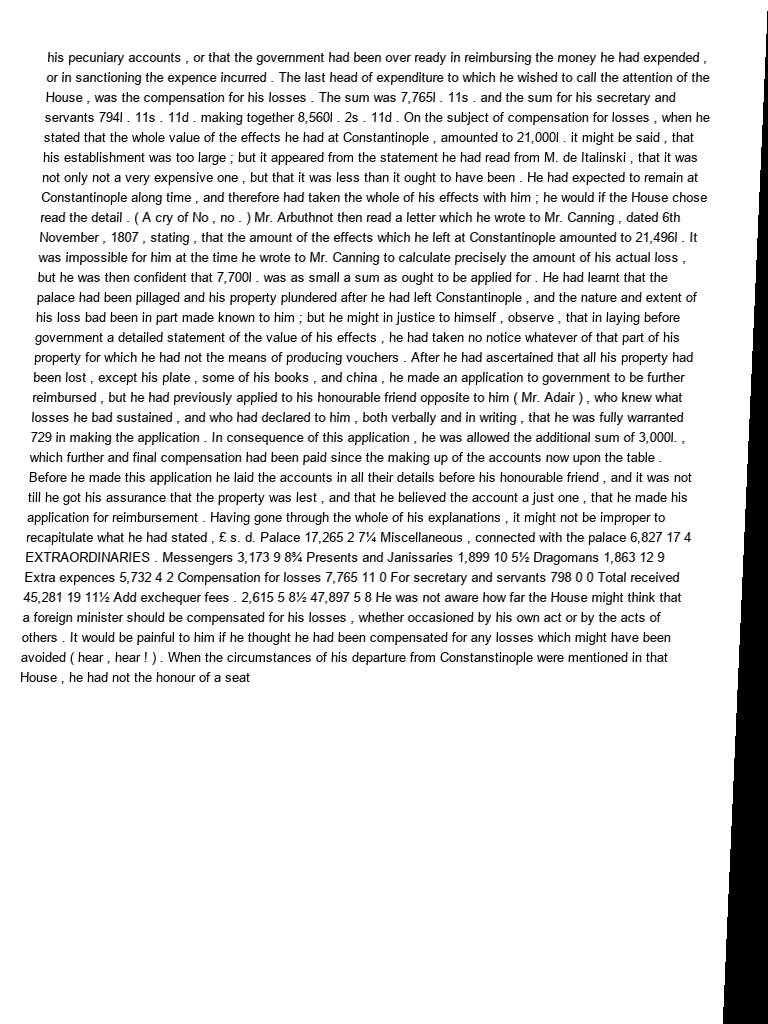 his pecuniary accounts , or that the government had been over ready in reimbursing the money he had expended ,
or in sanctioning the expence incurred . The last head of expenditure to which he wished to call the attention of the
House , was the compensation for his losses . The sum was 7,765l . 11s . and the sum for his secretary and
servants 794l . 11s . 11d . making together 8,560l . 2s . 11d . On the subject of compensation for losses , when he
stated that the whole value of the effects he had at Constantinople , amounted to 21,000l . it might be said , that
his establishment was too large ; but it appeared from the statement he had read from M. de Italinski , that it was
not only not a very expensive one , but that it was less than it ought to have been . He had expected to remain at
Constantinople along time , and therefore had taken the whole of his effects with him ; he would if the House chose
read the detail . ( A cry of No , no . ) Mr. Arbuthnot then read a letter which he wrote to Mr. Canning , dated 6th
November , 1807 , stating , that the amount of the effects which he left at Constantinople amounted to 21,496l . It
was impossible for him at the time he wrote to Mr. Canning to calculate precisely the amount of his actual loss ,
but he was then confident that 7,700l . was as small a sum as ought to be applied for . He had learnt that the
palace had been pillaged and his property plundered after he had left Constantinople , and the nature and extent of
his loss bad been in part made known to him ; but he might in justice to himself , observe , that in laying before
government a detailed statement of the value of his effects , he had taken no notice whatever of that part of his
property for which he had not the means of producing vouchers . After he had ascertained that all his property had
been lost , except his plate , some of his books , and china , he made an application to government to be further
reimbursed , but he had previously applied to his honourable friend opposite to him ( Mr. Adair ) , who knew what
losses he bad sustained , and who had declared to him , both verbally and in writing , that he was fully warranted
729 in making the application . In consequence of this application , he was allowed the additional sum of 3,000l. ,
which further and final compensation had been paid since the making up of the accounts now upon the table .
Before he made this application he laid the accounts in all their details before his honourable friend , and it was not
till he got his assurance that the property was lest , and that he believed the account a just one , that he made his
application for reimbursement . Having gone through the whole of his explanations , it might not be improper to
recapitulate what he had stated , £ s. d. Palace 17,265 2 7¼ Miscellaneous , connected with the palace 6,827 17 4
EXTRAORDINARIES . Messengers 3,173 9 8¾ Presents and Janissaries 1,899 10 5½ Dragomans 1,863 12 9
Extra expences 5,732 4 2 Compensation for losses 7,765 11 0 For secretary and servants 798 0 0 Total received
45,281 19 11½ Add exchequer fees . 2,615 5 8½ 47,897 5 8 He was not aware how far the House might think that
a foreign minister should be compensated for his losses , whether occasioned by his own act or by the acts of
others . It would be painful to him if he thought he had been compensated for any losses which might have been
avoided ( hear , hear ! ) . When the circumstances of his departure from Constanstinople were mentioned in that
House , he had not the honour of a seat